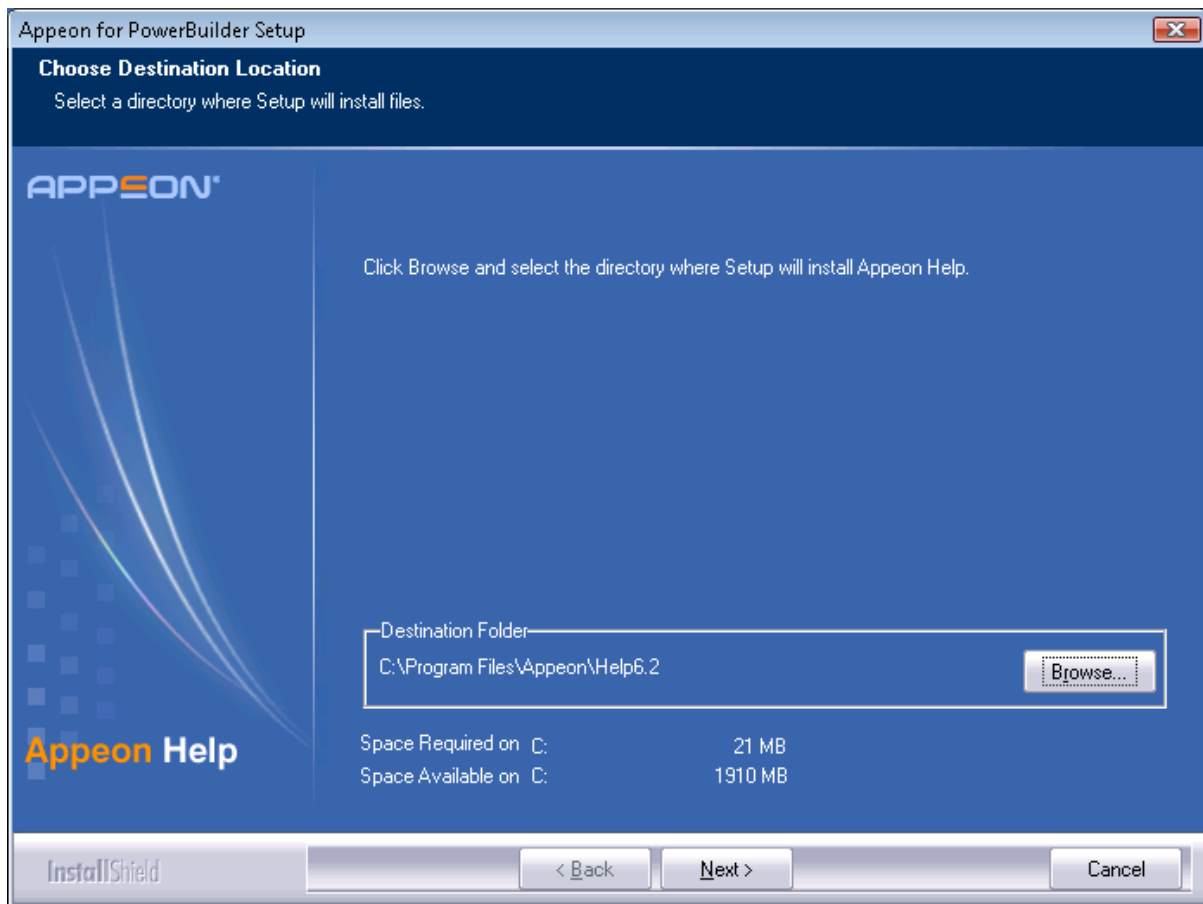 Appeon for PowerBuilder Setup
Choose Destination Location
Select a directory where Setup will install files.
APPEON®
Click Browse and select the directory where Setup will install Appeon Help.
Destination Folder
C:\Program Files\Appeon\Help6.2
Browse...
Appeon Help
Space Required on C: 21 MB
Space Available on C: 1910 MB
InstallShield
< Back
Next >
Cancel